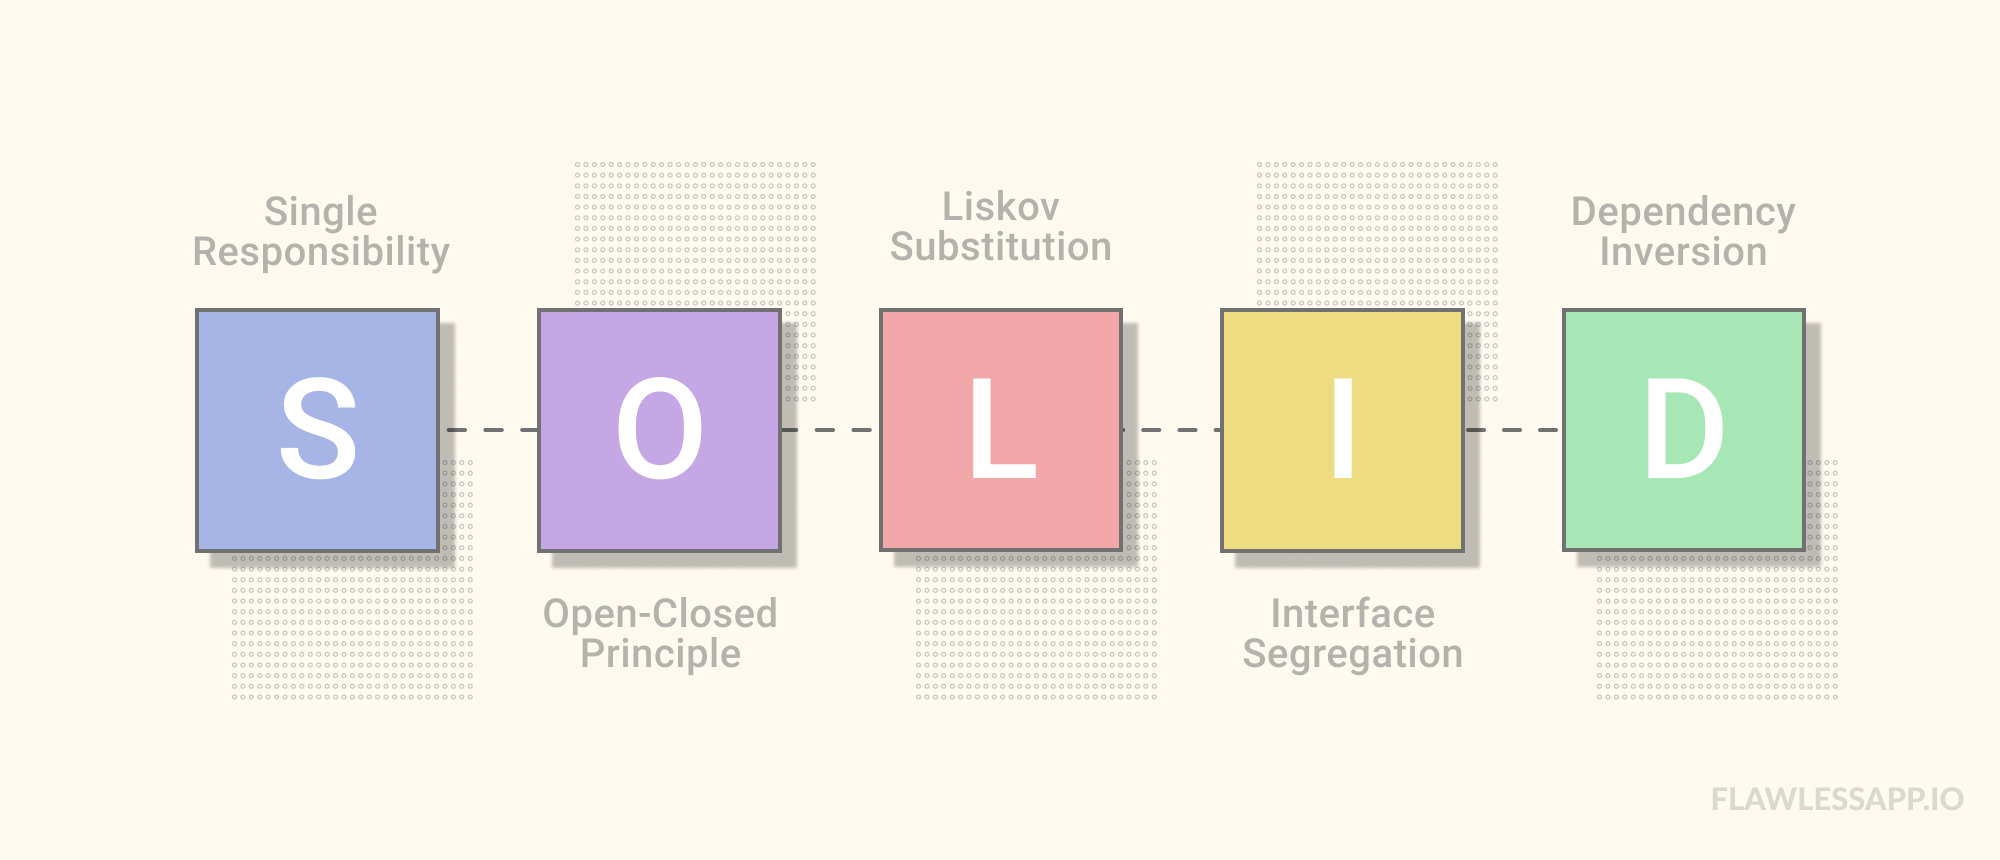 Single
Responsibility
S
O
Open-Closed
Principle
Liskov
Substitution
L
I
Interface
Segregation
Dependency
Inversion
D
FLAWLESSAPP.IO